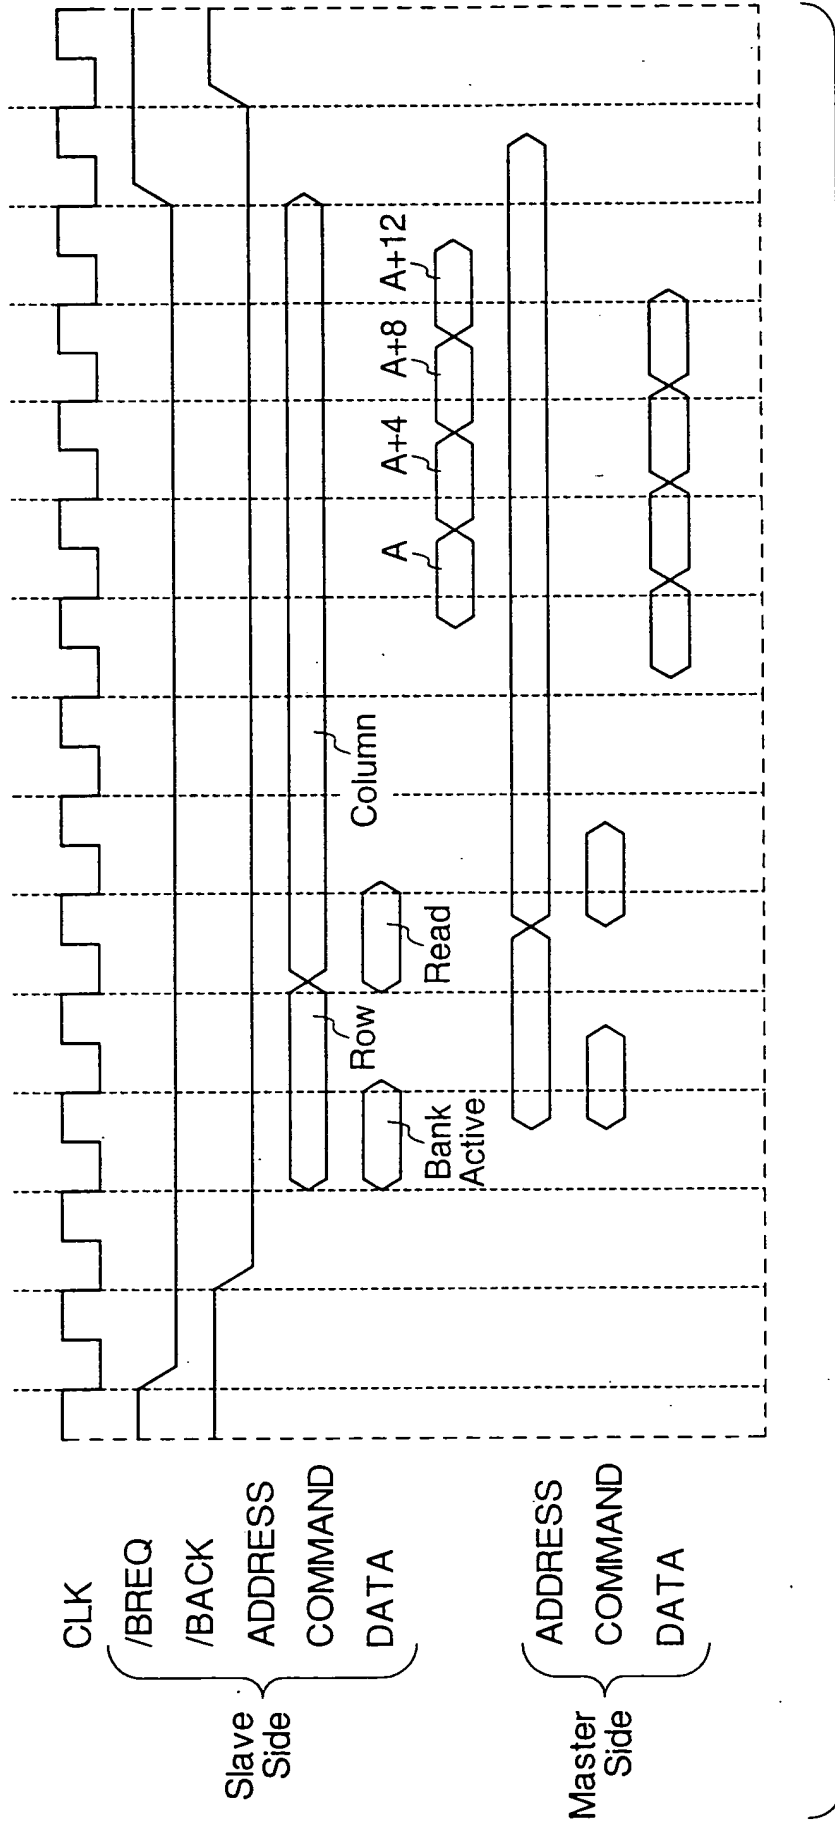 CLK
Slave
Side
/BREQ
/BACK
ADDRESS
COMMAND
DATA
Bank
Active
Row
Read
Column
A
A+4
A+8
A+12
Master
Side
ADDRESS
COMMAND
DATA